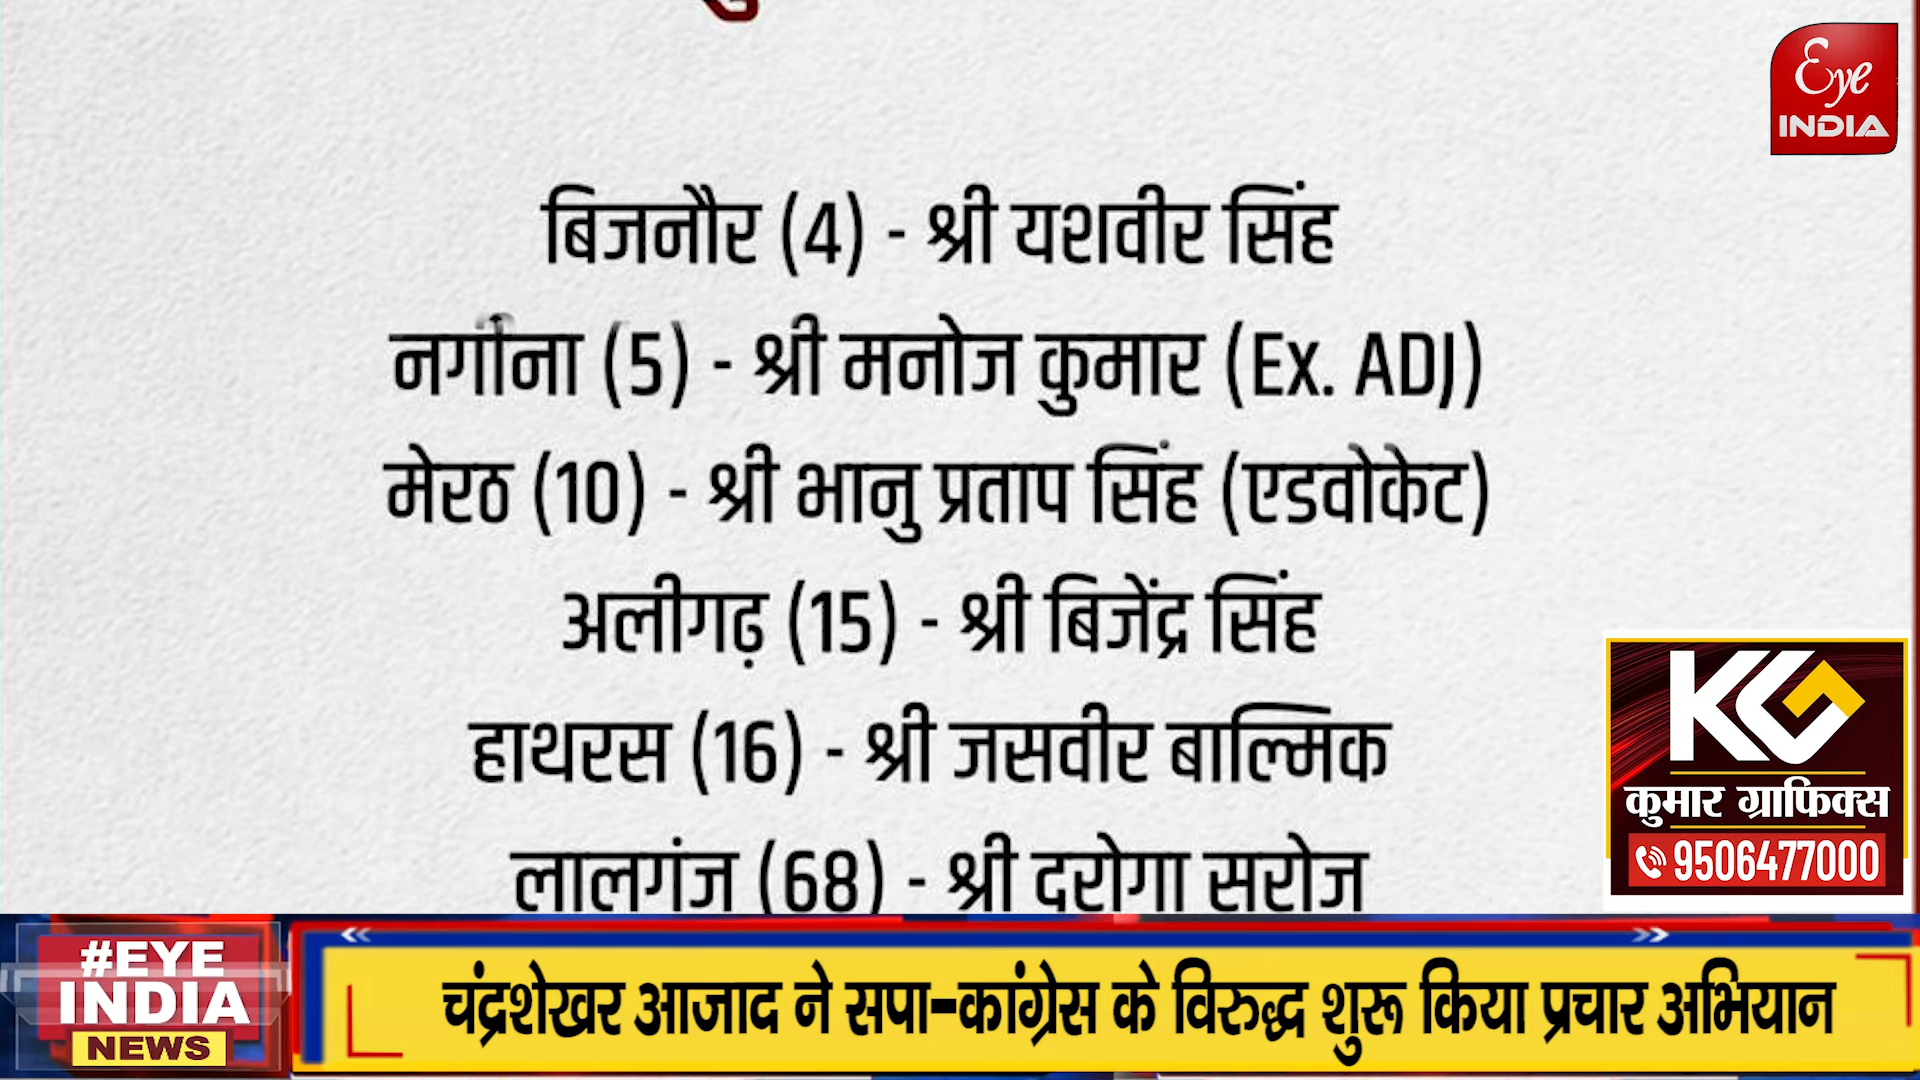 Eye
INDIA
बिजनौर (4) - श्री यशवीर सिंह
नगीना (5) - श्री मनोज कुमार (Ex. ADJ)
मेरठ (10) - श्री भानु प्रताप सिंह (एडवोकेट)
अलीगढ़ (15) - श्री बिजेंद्र सिंह
हाथरस (16) - श्री जसवीर बाल्मिक
लालगंज (68) - श्री दरोगा सरोज
KG
कुमार ग्राफिक्स
9506477000
#EYE
INDIA
NEWS
चंद्रशेखर आजाद ने सपा-कांग्रेस के विरुद्ध शुरू किया प्रचार अभियान